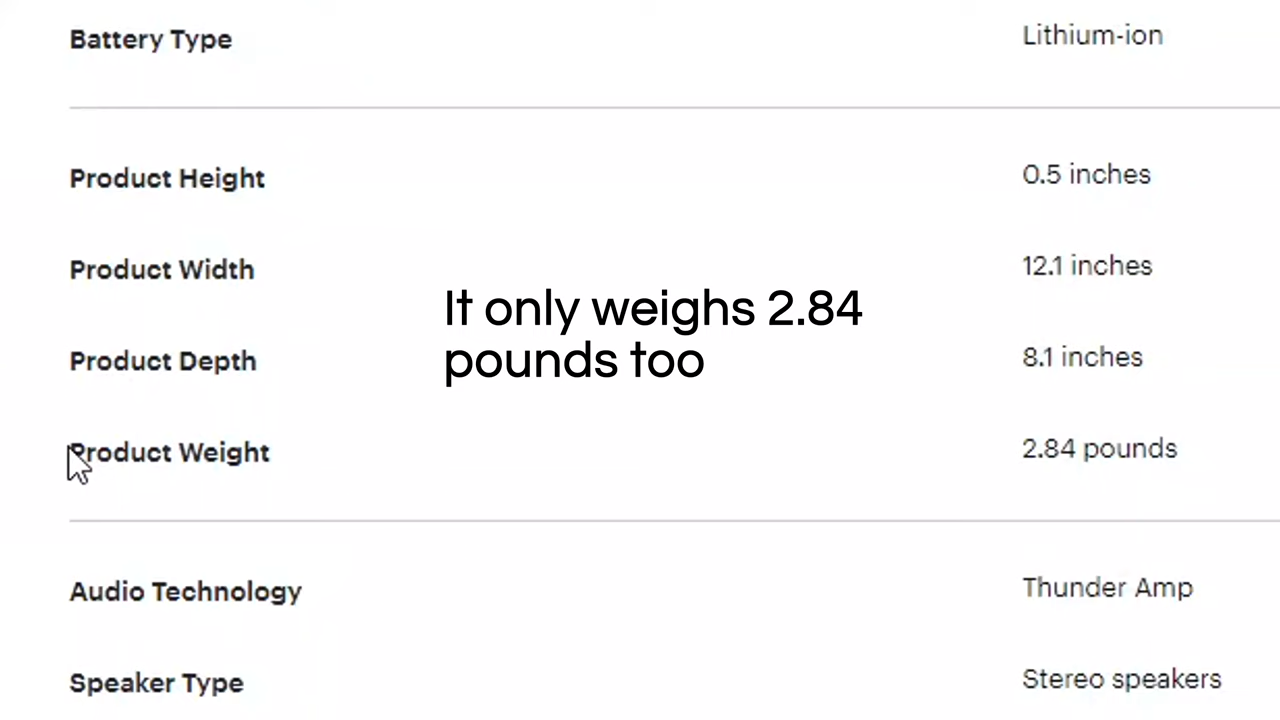 Battery Type Lithium-ion
Product Height 0.5 inches
Product Width 12.1 inches
It only weighs 2.84
pounds too
Product Depth 8.1 inches
Product Weight 2.84 pounds
Audio Technology Thunder Amp
Speaker Type Stereo speakers